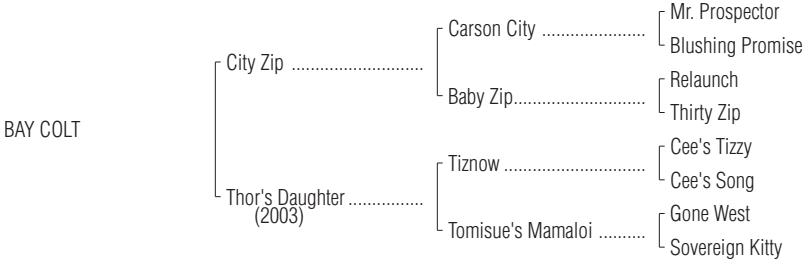 Mr. Prospector
Carson City ......................
Blushing Promise
City Zip ............................
Relaunch
Baby Zip............................
Thirty Zip
BAY COLT
Cee's Tizzy
Tiznow ..............................
Cee's Song
Thor's Daughter ................
(2003)
Gone West
Tomisue's Mamaloi ..........
Sovereign Kitty